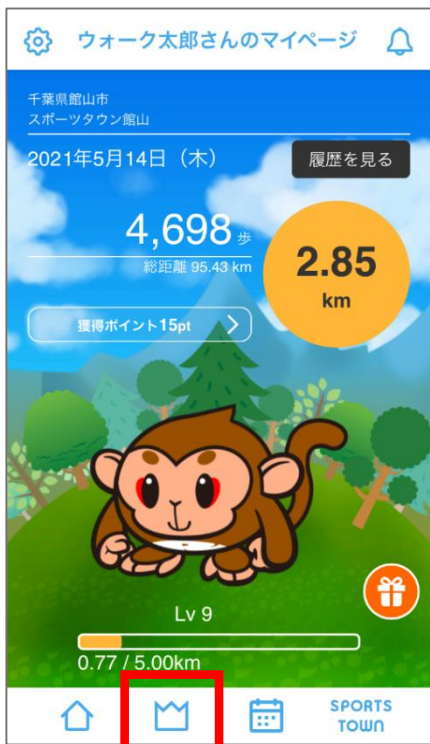 ウォーク太郎さんのマイページ
千葉県館山市
スポーツタウン館山
2021年5月14日（木）
履歴を見る
4,698 歩
総距離 95.43 km
2.85
km
獲得ポイント15pt
Lv 9
0.77 / 5.00km
SPORTS
TOWN